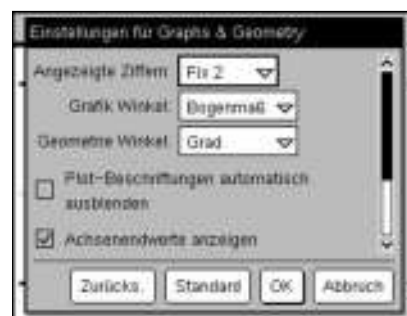 Einstellungen für Graphs & Geometry
Angezeigte Ziffern: Fix 2
Grafik Winkel: Bogenmaß
Geometrie Winkel: Grad
Plot-Beschriftungen automatisch
ausblenden
Achsenendwerte anzeigen
Zurücks. Standard OK Abbruch